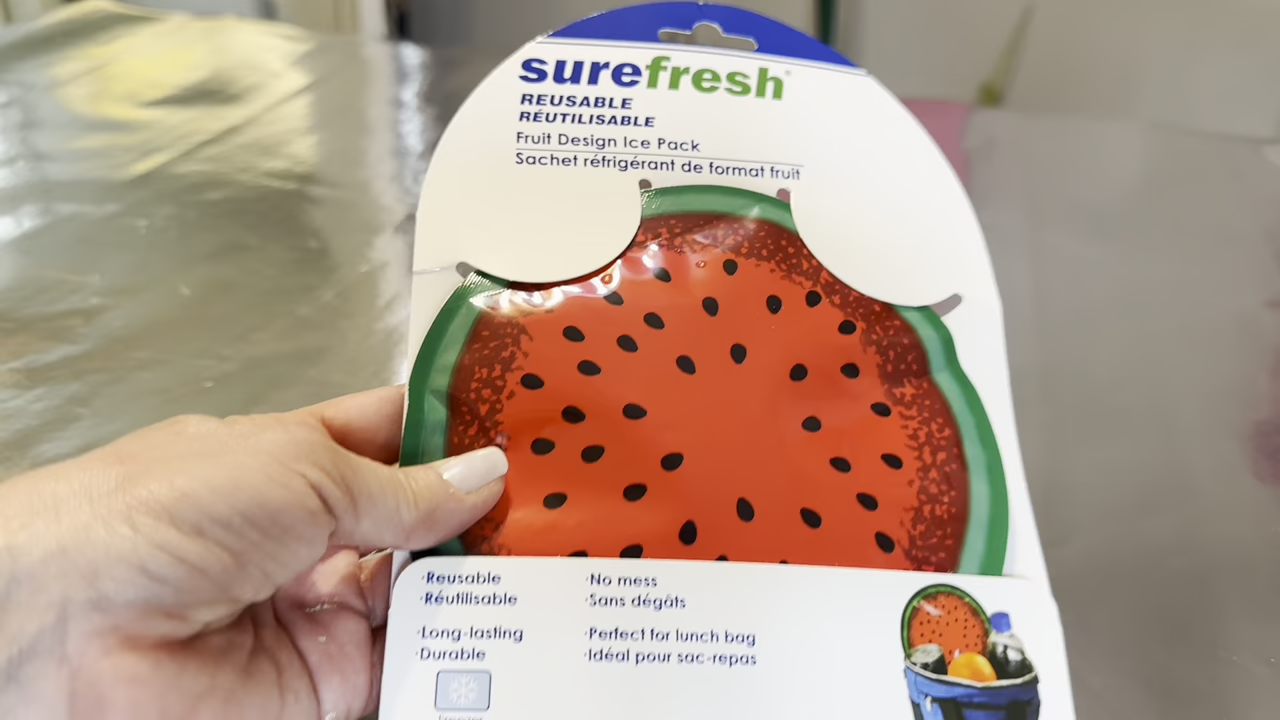 surefresh
REUSABLE
RÉUTILISABLE
Fruit Design Ice Pack
Sachet réfrigérant de format fruit
·Reusable
·Réutilisable
·No mess
·Sans dégâts
·Long-lasting
·Durable
·Perfect for lunch bag
·Idéal pour sac-repas